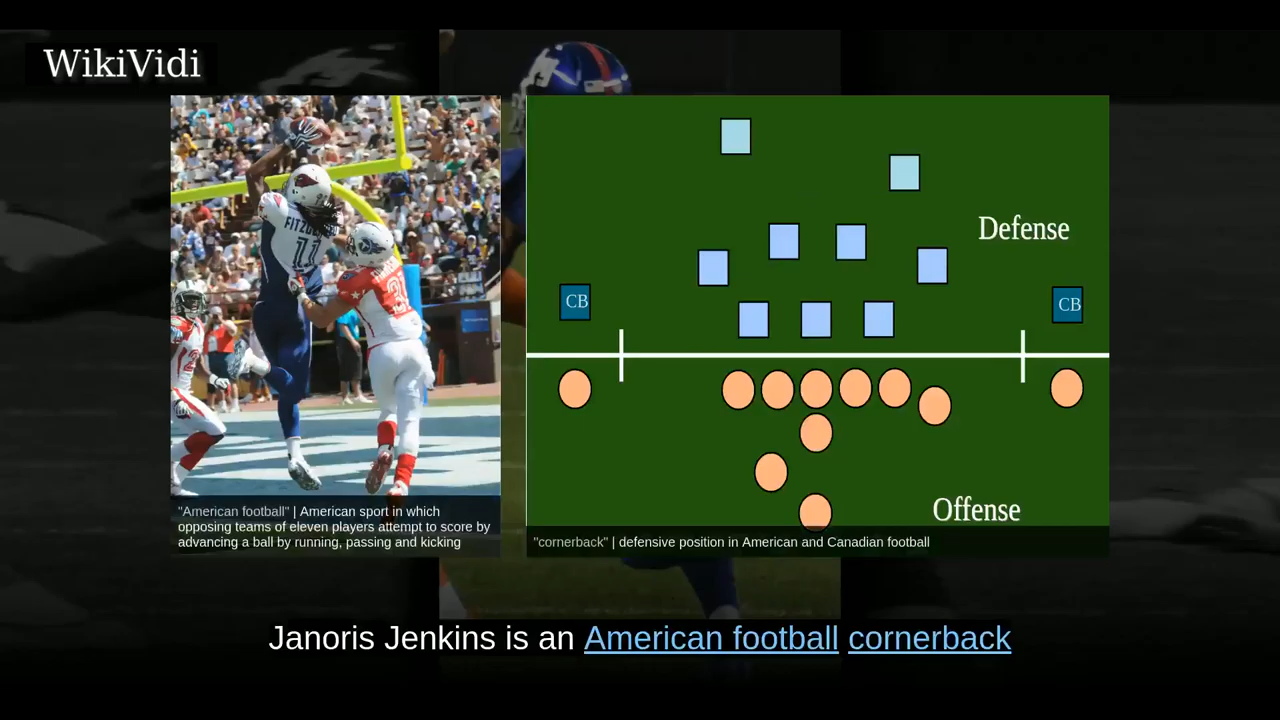 WikiVidi
FITZG
11
31
Defense
CB
CB
Offense
"American football" | American sport in which
opposing teams of eleven players attempt to score by
advancing a ball by running, passing and kicking
"cornerback" | defensive position in American and Canadian football
Janoris Jenkins is an American football cornerback